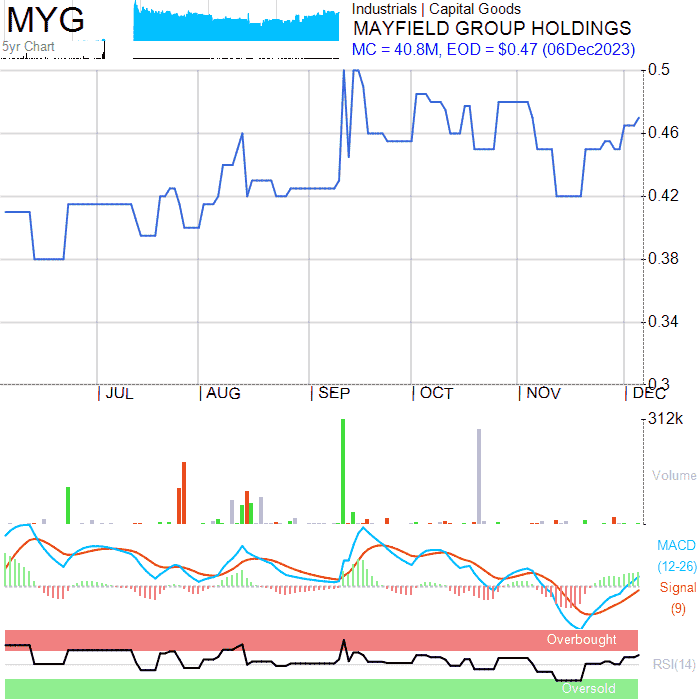 MYG
5yr Chart
Industrials | Capital Goods
MAYFIELD GROUP HOLDINGS
MC = 40.8M, EOD = $0.47 (06Dec2023)
0.5
0.46
0.42
0.38
0.34
0.3
| JUL | AUG | SEP | OCT | NOV | DEC
312k
Volume
MACD
(12-26)
Signal
(9)
Overbought
RSI(14)
Oversold